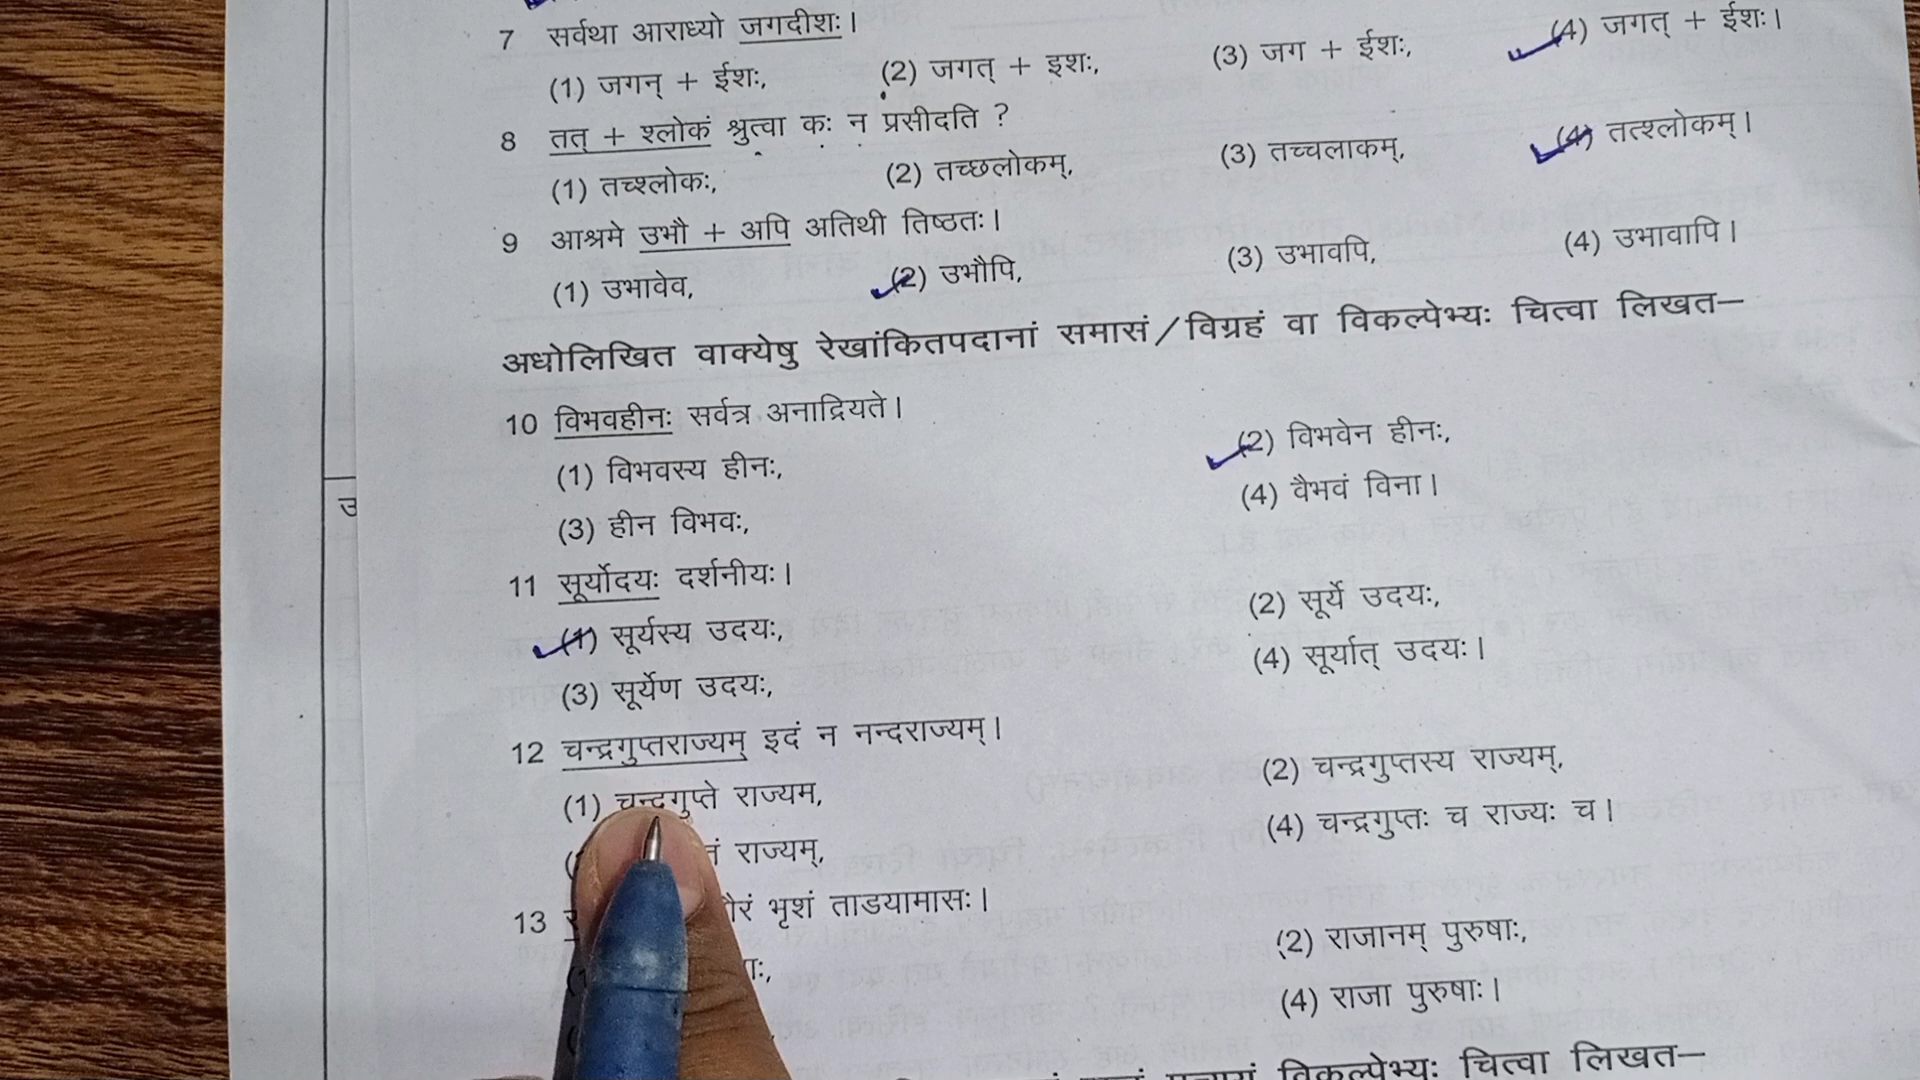 7 सर्वथा आराध्यो जगदीशः।
(1) जगन् + ईशः, (2) जगत् + इशः, (3) जग + ईशः, (4) जगत् + ईशः।
8 तत् + श्लोकं श्रुत्वा कः न प्रसीदति ?
(1) तच्श्लोकः, (2) तच्छलोकम्, (3) तच्चलाकम्, (4) तत्श्लोकम्।
9 आश्रमे उभौ + अपि अतिथी तिष्ठतः।
(1) उभावेव, (2) उभौपि, (3) उभावपि, (4) उभावापि।
अधोलिखित वाक्येषु रेखांकितपदानां समासं/विग्रहं वा विकल्पेभ्यः चित्वा लिखत–
10 विभवहीनः सर्वत्र अनाद्रियते।
(1) विभवस्य हीनः, (2) विभवेन हीनः,
(3) हीन विभवः, (4) वैभवं विना।
उ
11 सूर्योदयः दर्शनीयः।
(1) सूर्यस्य उदयः, (2) सूर्ये उदयः,
(3) सूर्येण उदयः, (4) सूर्यात् उदयः।
12 चन्द्रगुप्तराज्यम् इदं न नन्दराज्यम्।
(1) चन्द्रगुप्ते राज्यम, (2) चन्द्रगुप्तस्य राज्यम्,
राज्यम्, (4) चन्द्रगुप्तः च राज्यः च।
13 भृशं ताडयामासः।
(2) राजानम् पुरुषाः,
(4) राजा पुरुषाः।
विकल्पेभ्यः चित्वा लिखत–